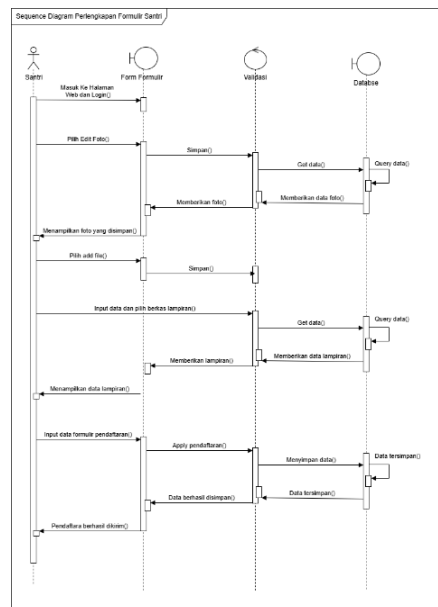 Sequence Diagram Perlengkapan Formulir Santri
Santri
Form Formulir
Validasi
Databse
Masuk Ke Halaman
Web dan Login()
Pilih Edit Foto()
Simpan()
Get data()
Query data()
Memberikan data foto()
Memberikan foto()
Menampilkan foto yang disimpan()
Pilih add file()
Simpan()
Input data dan pilih berkas lampiran()
Get data()
Query data()
Memberikan data lampiran()
Memberikan lampiran()
Menampilkan data lampiran()
Input data formulir pendaftaran()
Apply pendaftaran()
Menyimpan data()
Data tersimpan()
Data tersimpan()
Data berhasil disimpan()
Pendaftara berhasil dikirim()